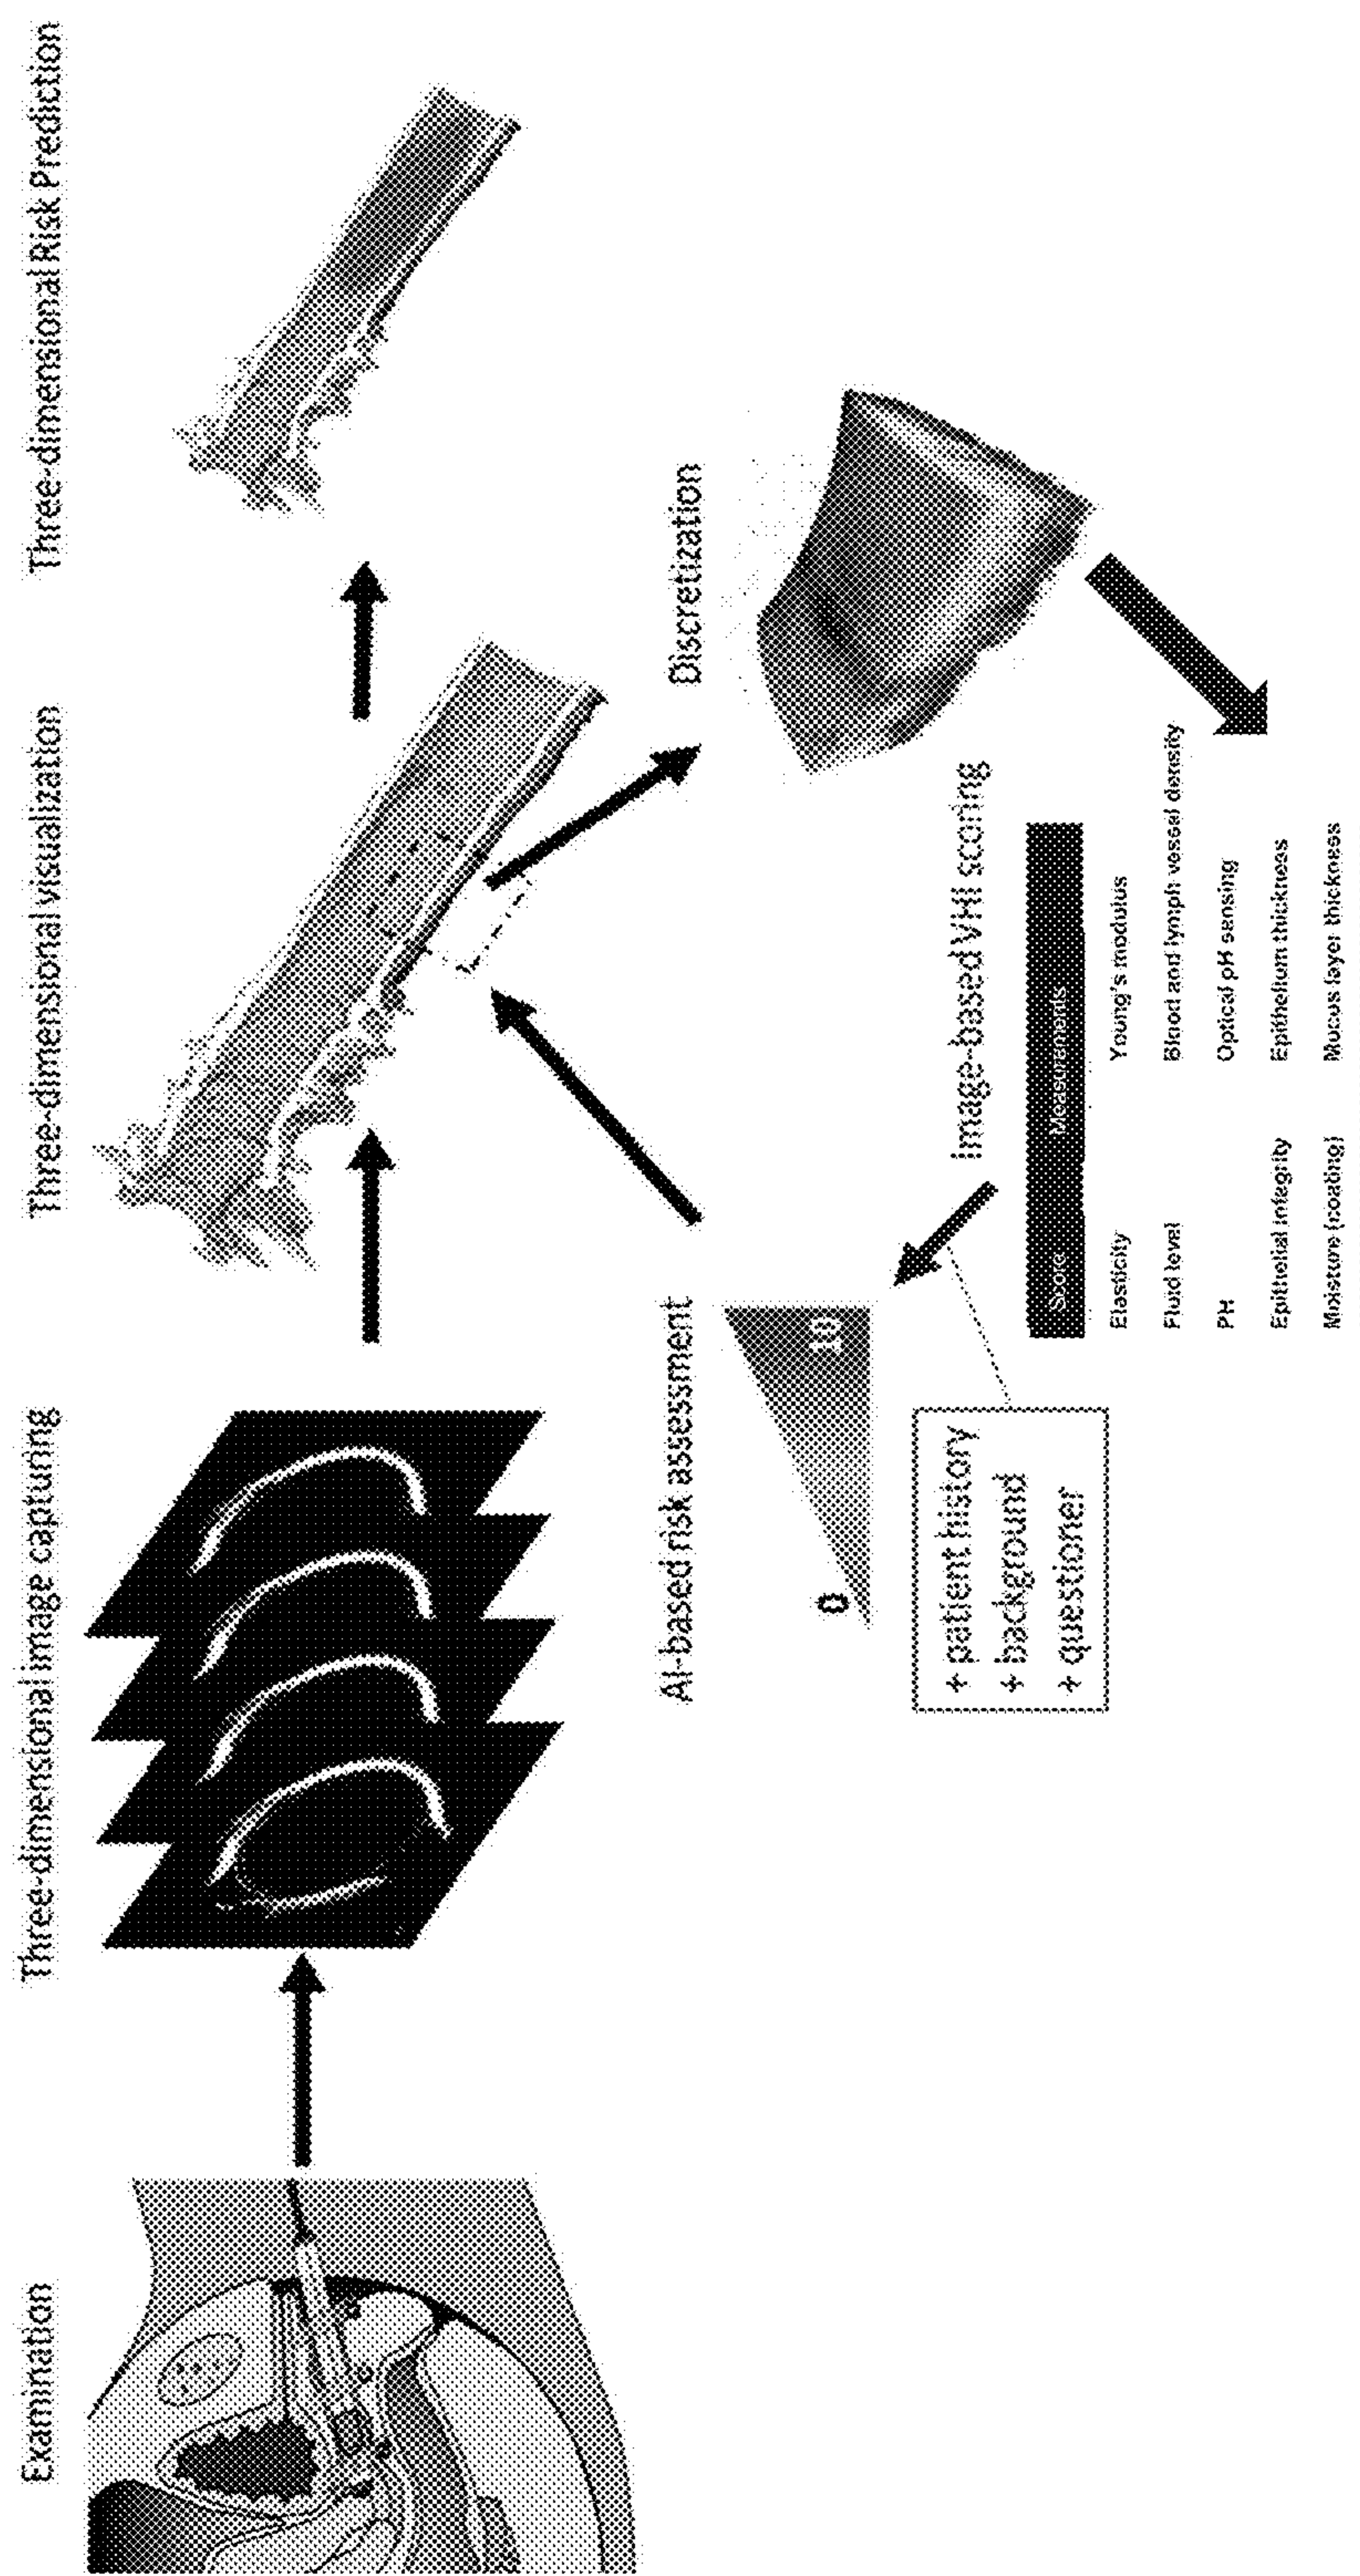 Examination
Three-dimensional image capturing
Three-dimensional visualization
Three-dimensional Risk Prediction
AI-based risk assessment
0
10
Discretization
+ patient history
+ background
+ questioner
Image-based VHI scoring
Score Measurements
Elasticity Young's modulus
Fluid level Blood and lymph vessel density
PH Optical pH sensing
Epithelial integrity Epithelium thickness
Moisture (coating) Mucus layer thickness